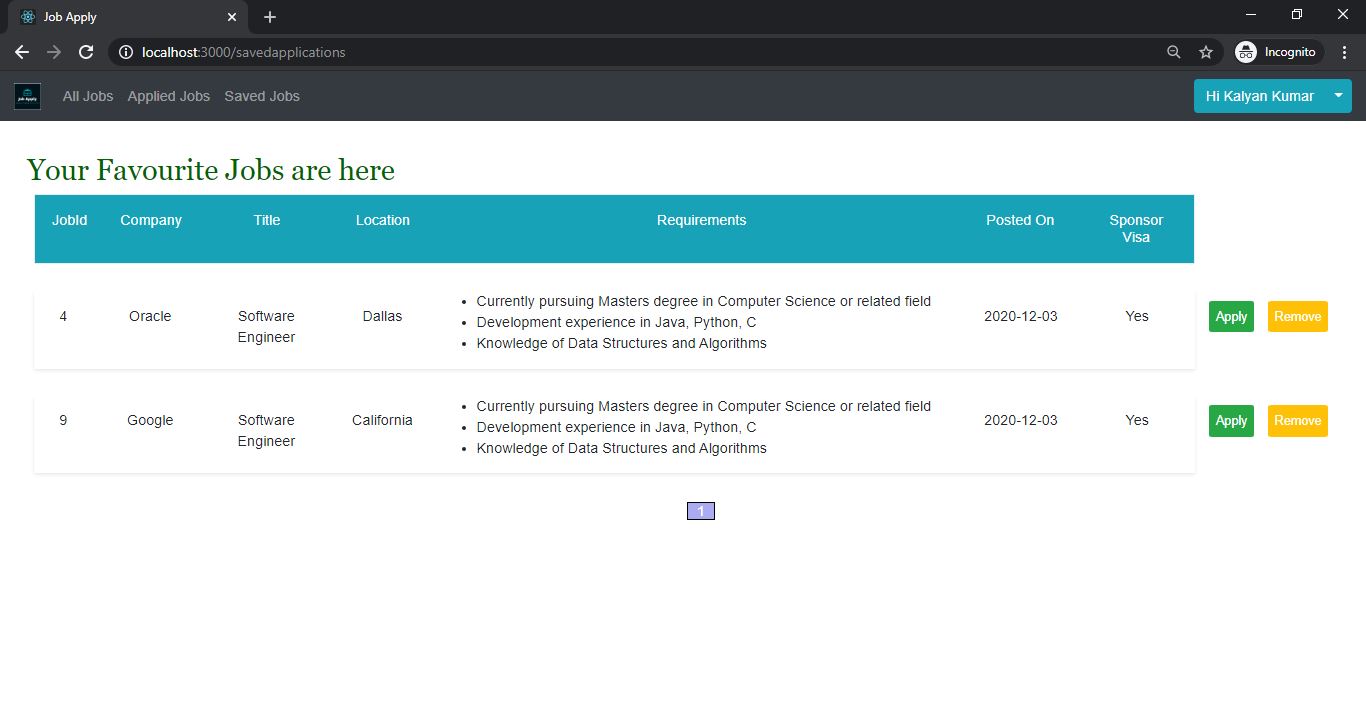 Job Apply
localhost:3000/savedapplications
Incognito
Job Apply
All Jobs Applied Jobs Saved Jobs
Hi Kalyan Kumar
Your Favourite Jobs are here
JobId Company Title Location Requirements Posted On Sponsor
Visa
• Currently pursuing Masters degree in Computer Science or related field
4 Oracle Software Dallas • Development experience in Java, Python, C 2020-12-03 Yes Apply Remove
Engineer • Knowledge of Data Structures and Algorithms
• Currently pursuing Masters degree in Computer Science or related field
9 Google Software California • Development experience in Java, Python, C 2020-12-03 Yes Apply Remove
Engineer • Knowledge of Data Structures and Algorithms
1